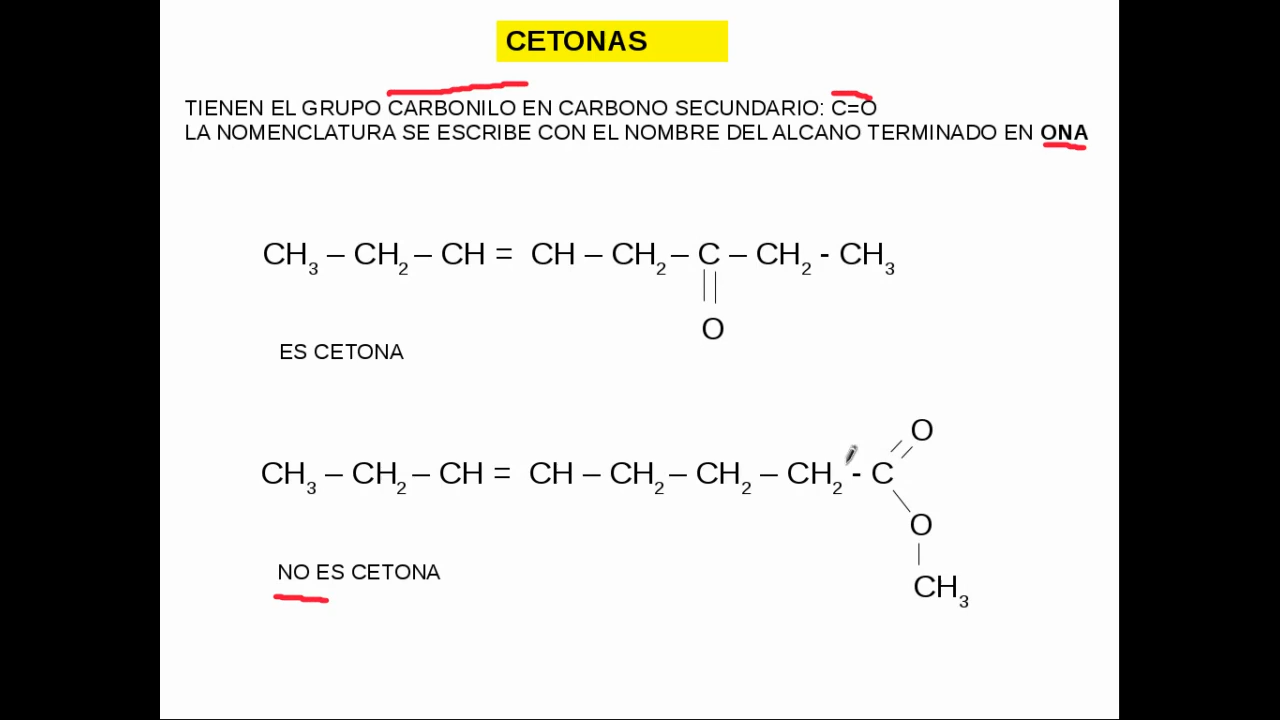 CETONAS
TIENEN EL GRUPO CARBONILO EN CARBONO SECUNDARIO: C=O
LA NOMENCLATURA SE ESCRIBE CON EL NOMBRE DEL ALCANO TERMINADO EN ONA
CH3 – CH2 – CH = CH – CH2 – C – CH2 - CH3
O
ES CETONA
O
CH3 – CH2 – CH = CH – CH2 – CH2 – CH2 - C
O
NO ES CETONA
CH3